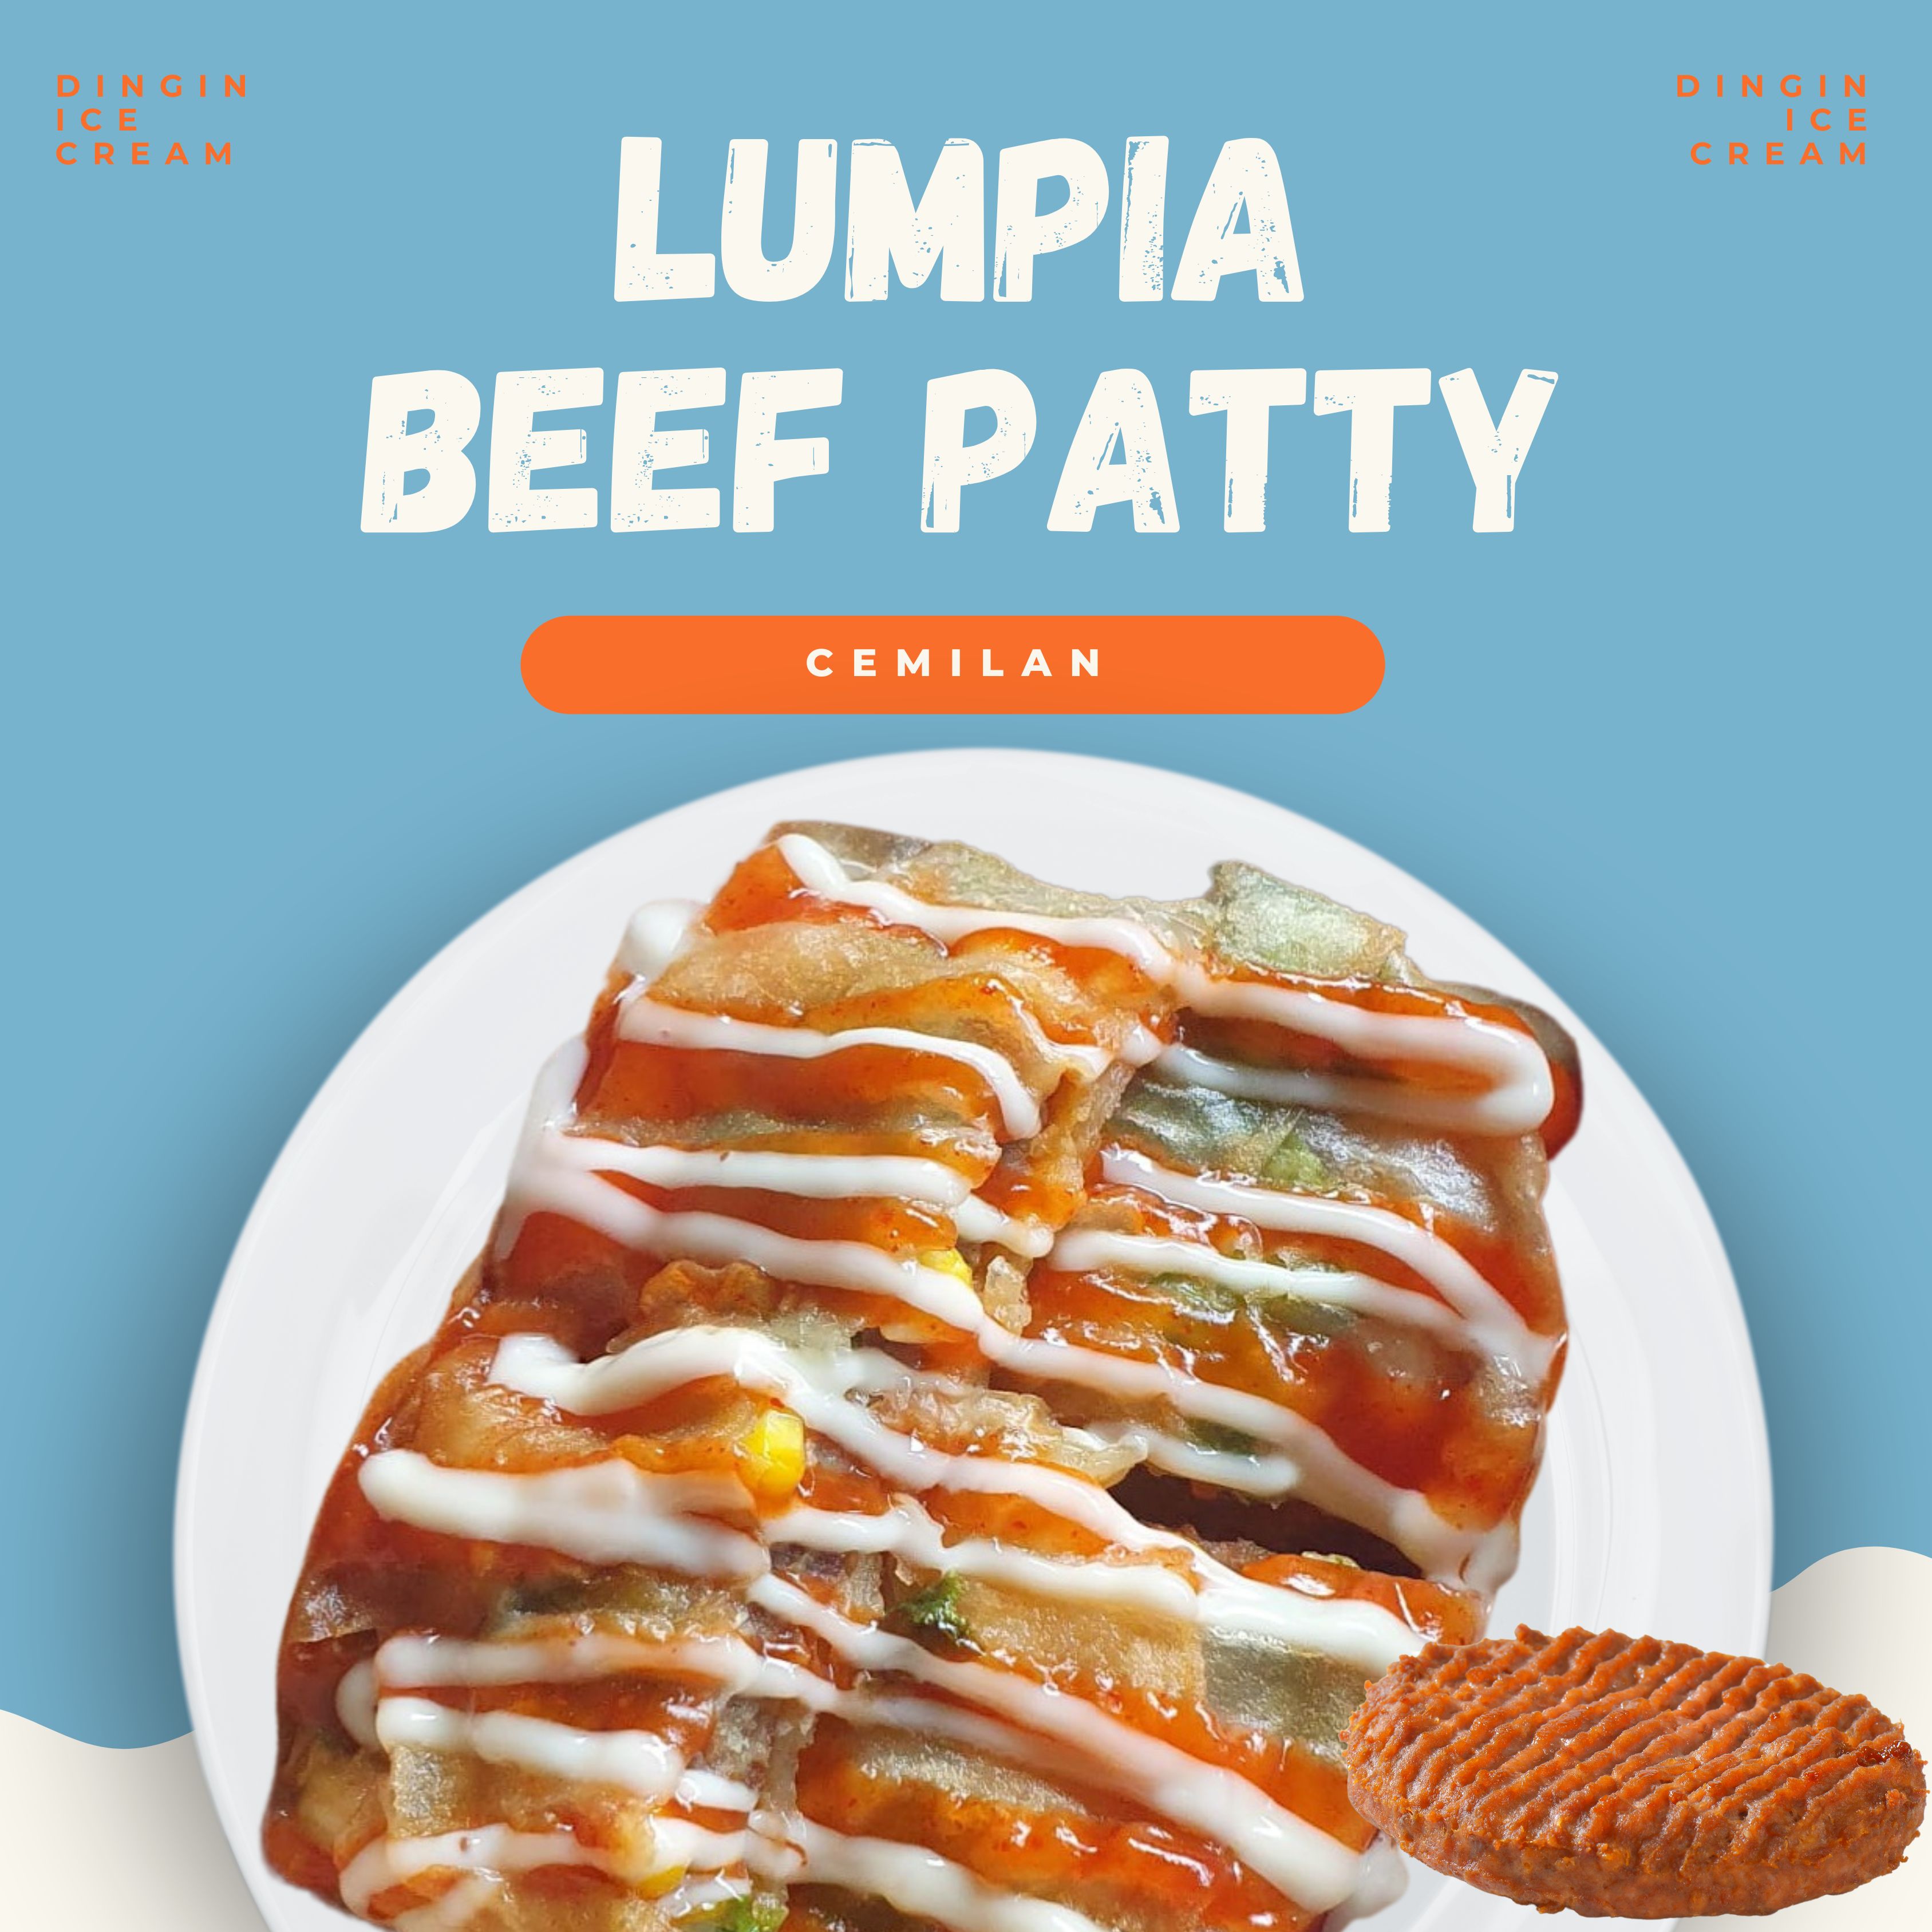 DINGIN
ICE
CREAM
DINGIN
ICE
CREAM
LUMPIA
BEEF PATTY
CEMILAN